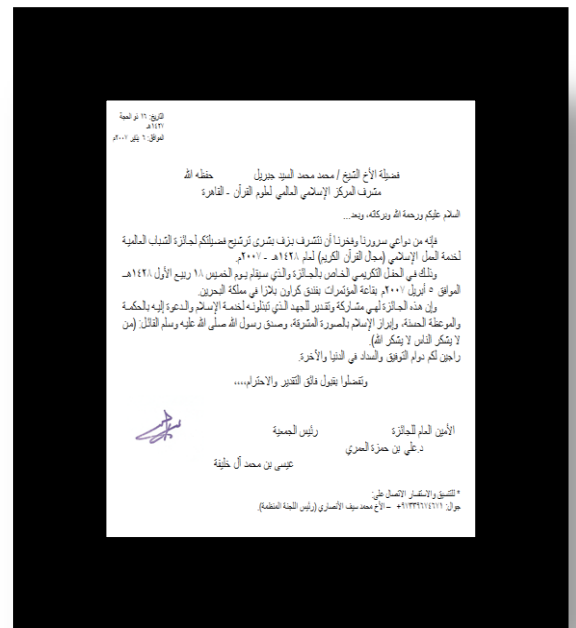 التاريخ: ١٦ ذو الحجة
١٤٢٧هـ
الموافق: ٦ يناير ٢٠٠٧م
فضيلة الأخ الشيخ / محمد محمد السيد جبريل حفظه الله
مشرف المركز الإسلامي العالمي لعلوم القرآن - القاهرة
السلام عليكم ورحمة الله وبركاته، وبعد...
فإنه من دواعي سرورنا وفخرنا أن نتشرف بزف بشرى ترشيح فضيلتكم لجائزة الشباب العالمية
لخدمة العمل الإسلامي (مجال القرآن الكريم) لعام ١٤٢٨هـ - ٢٠٠٧م.
وذلك في الحفل التكريمي الخاص بالجائزة والذي سيقام يوم الخميس ١٨ ربيع الأول ١٤٢٨هـ
الموافق ٥ أبريل ٢٠٠٧م بقاعة المؤتمرات بفندق كراون بلازا في مملكة البحرين.
وإن هذه الجائزة لهي مشاركة وتقدير للجهد الذي تبذلونه لخدمة الإسلام والدعوة إليه بالحكمة
والموعظة الحسنة، وإبراز الإسلام بالصورة المشرقة، وصدق رسول الله صلى الله عليه وسلم القائل: (من
لا يشكر الناس لا يشكر الله).
راجين لكم دوام التوفيق والسداد في الدنيا والآخرة.
وتفضلوا بقبول فائق التقدير والاحترام،،،،
الأمين العام للجائزة رئيس الجمعية
د.علي بن حمزة العمري
عيسى بن محمد آل خليفة
* للتنسيق والاستفسار الاتصال على:
جوال: – الأخ محمد سيف الأنصاري (رئيس اللجنة المنظمة).